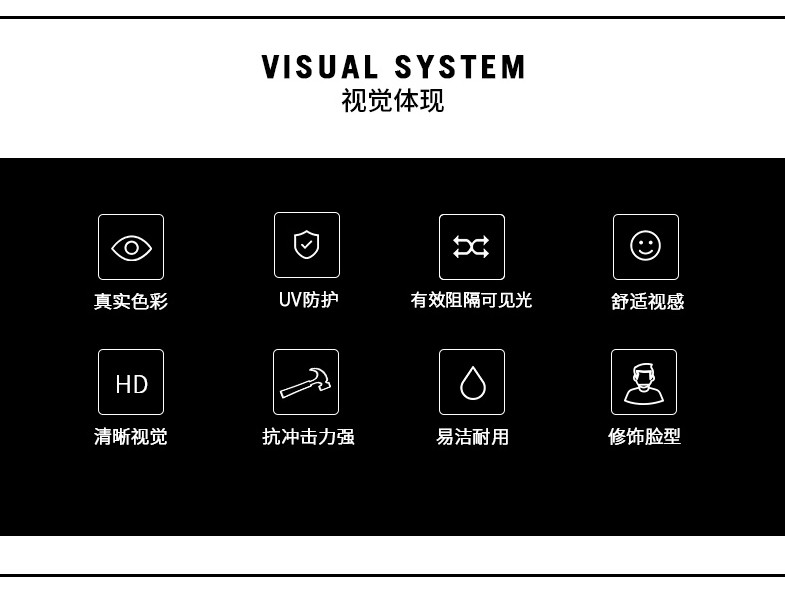 VISUAL SYSTEM
视觉体现
真实色彩
UV防护
有效阻隔可见光
舒适视感
HD
清晰视觉
抗冲击力强
易洁耐用
修饰脸型